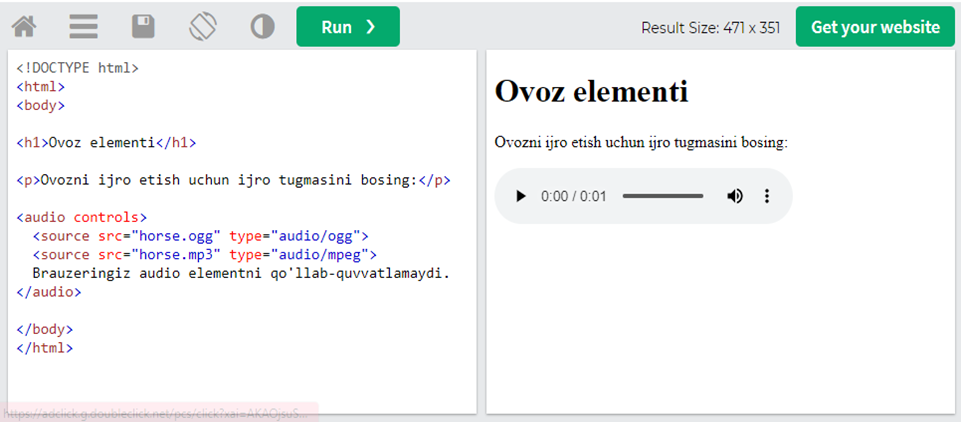 Run ❯
Result Size: 471 x 351
Get your website
<!DOCTYPE html>
<html>
<body>
<h1>Ovoz elementi</h1>
<p>Ovozni ijro etish uchun ijro tugmasini bosing:</p>
<audio controls>
<source src="horse.ogg" type="audio/ogg">
<source src="horse.mp3" type="audio/mpeg">
Brauzeringiz audio elementni qo'llab-quvvatlamaydi.
</audio>
</body>
</html>
Ovoz elementi
Ovozni ijro etish uchun ijro tugmasini bosing:
0:00 / 0:01
https://adclick.g.doubleclick.net/pcs/click?xai=AKAOjsuS...